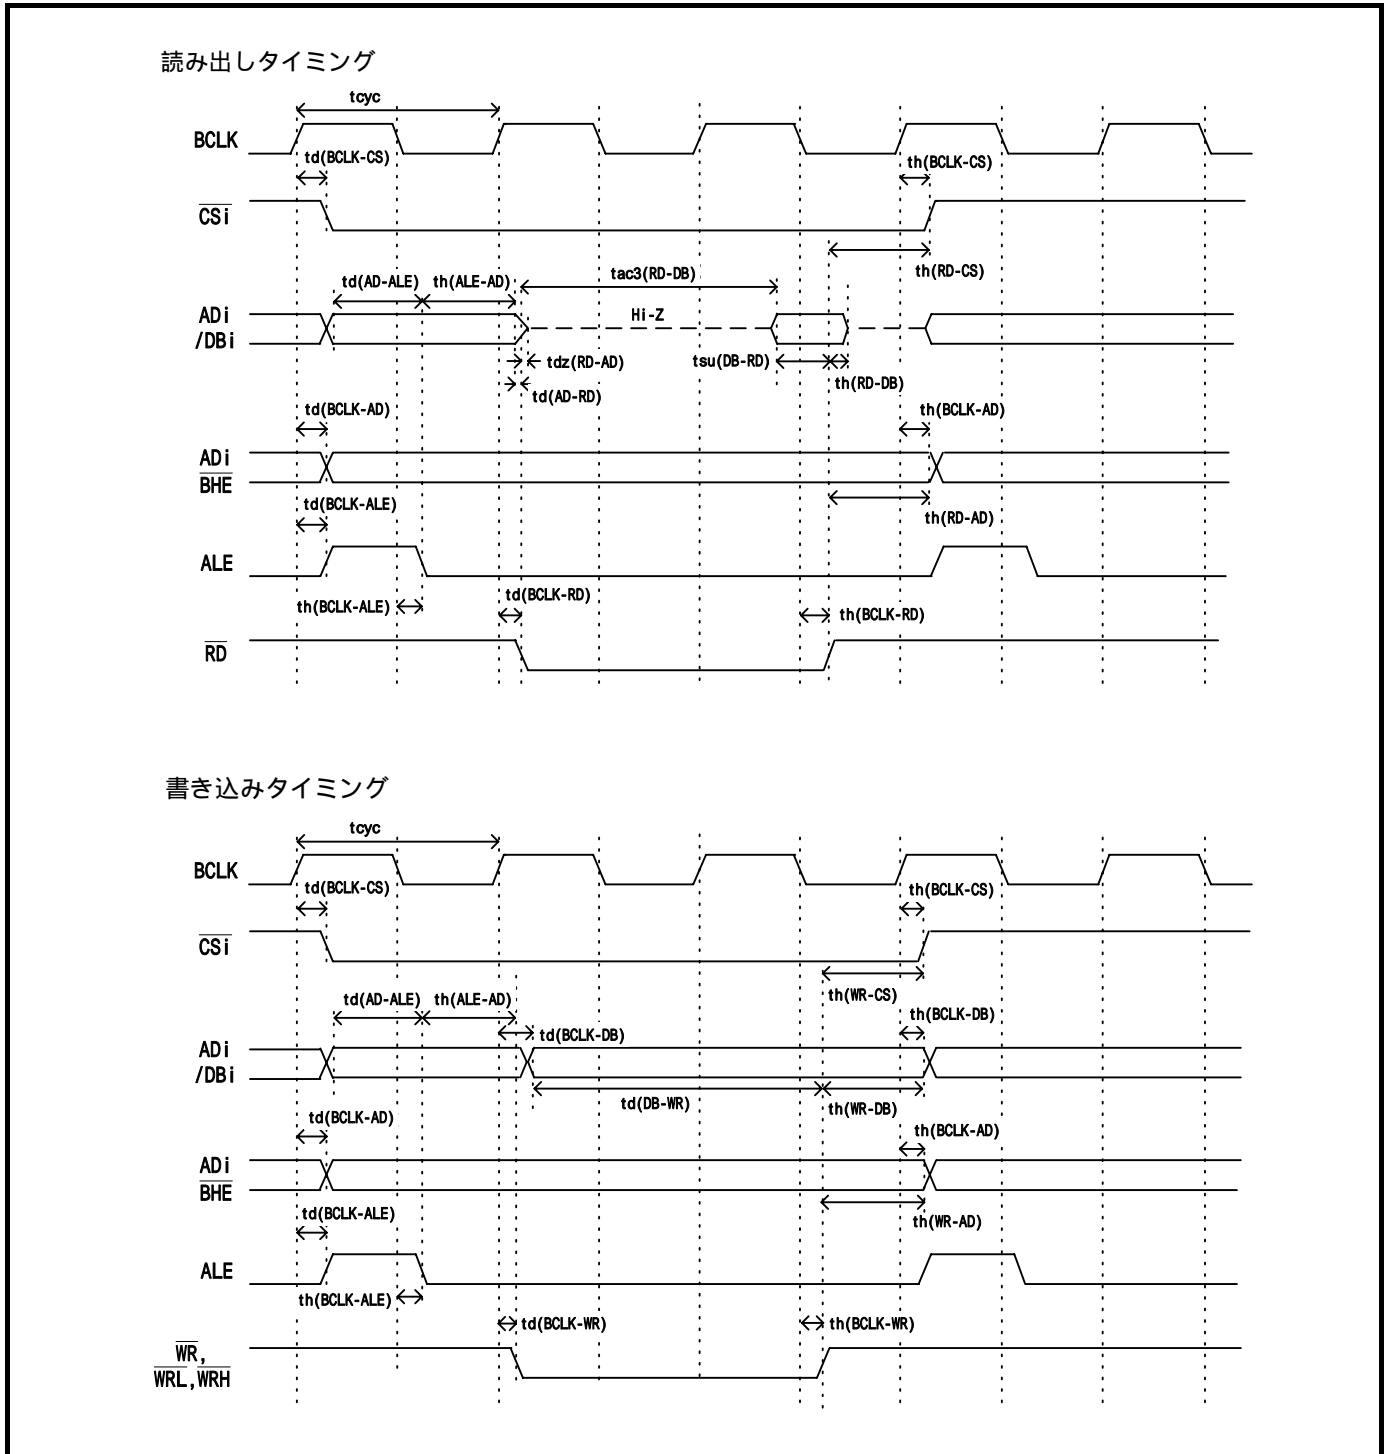 読み出しタイミング
tcyc
BCLK
td(BCLK-CS)
th(BCLK-CS)
CSi
th(RD-CS)
td(AD-ALE)
th(ALE-AD)
tac3(RD-DB)
ADi
/DBi
Hi-Z
tdz(RD-AD)
tsu(DB-RD)
th(RD-DB)
td(AD-RD)
td(BCLK-AD)
th(BCLK-AD)
ADi
BHE
td(BCLK-ALE)
th(RD-AD)
ALE
th(BCLK-ALE)
td(BCLK-RD)
th(BCLK-RD)
RD
書き込みタイミング
tcyc
BCLK
td(BCLK-CS)
th(BCLK-CS)
CSi
th(WR-CS)
td(AD-ALE)
th(ALE-AD)
th(BCLK-DB)
td(BCLK-DB)
ADi
/DBi
td(DB-WR)
th(WR-DB)
td(BCLK-AD)
th(BCLK-AD)
ADi
BHE
td(BCLK-ALE)
th(WR-AD)
ALE
th(BCLK-ALE)
td(BCLK-WR)
th(BCLK-WR)
WR,
WRL,WRH